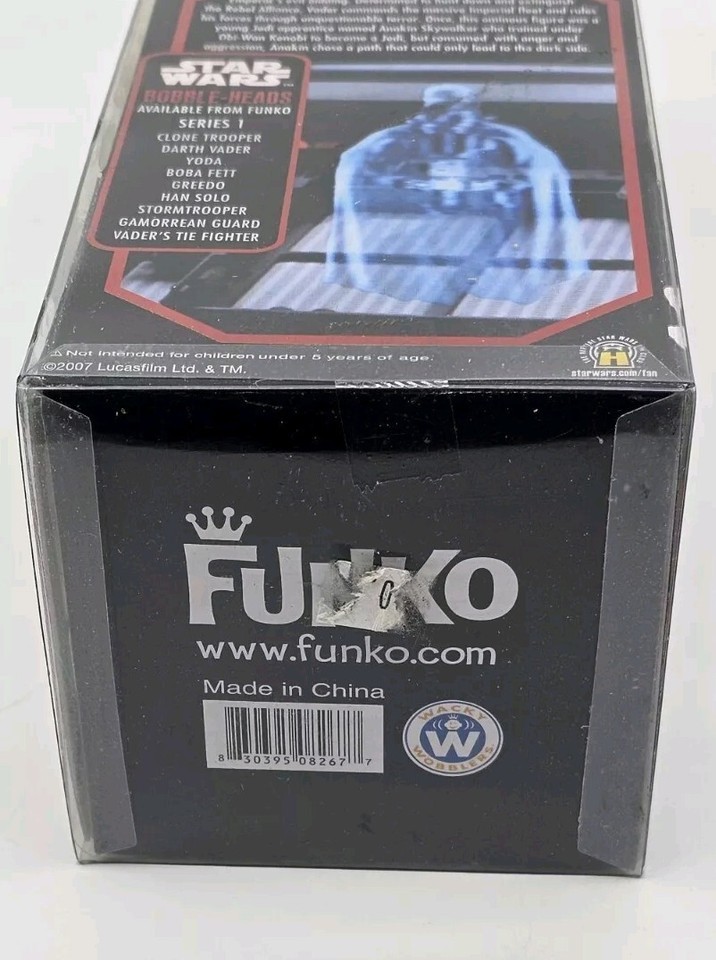 the Rebel Alliance, Vader commands the Imperial fleet and rules
his forces through unquestionable terror. Once, this ominous figure was a
young Jedi apprentice named Anakin Skywalker who trained under
Obi-Wan Kenobi to become a Jedi, but consumed with anger and
aggression, Anakin chose a path that could only lead to the dark side.
STAR
WARS
BOBBLE-HEADS
AVAILABLE FROM FUNKO
SERIES 1
CLONE TROOPER
DARTH VADER
YODA
BOBA FETT
GREEDO
HAN SOLO
STORMTROOPER
GAMORREAN GUARD
VADER'S TIE FIGHTER
⚠ Not intended for children under 5 years of age.
©2007 Lucasfilm Ltd. & TM.
H
starwars.com/fan
FUNKO
0
www.funko.com
Made in China
8 30395 08267 7
WACKY
W
WOBBLERS